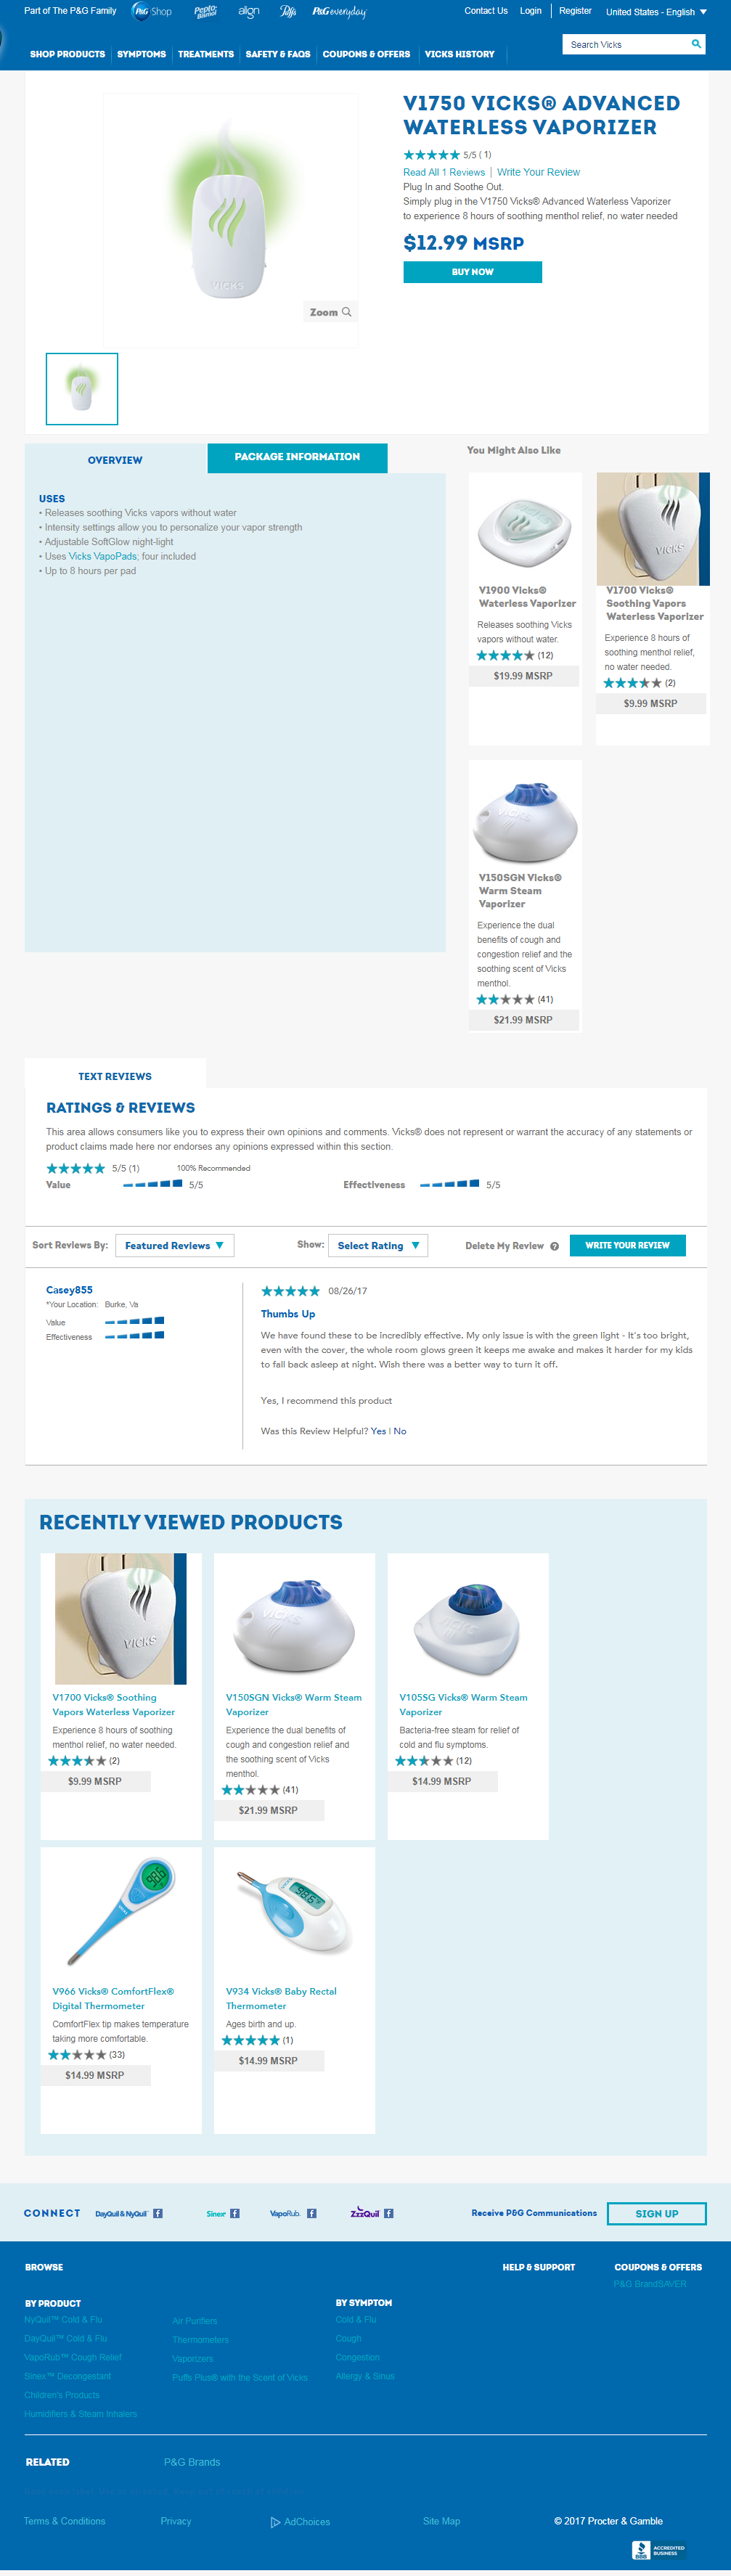 Part of The P&G Family
P&G Shop
Pepto-Bismol
align
Puffs
P&G everyday
Contact Us
Login
Register
United States - English
SHOP PRODUCTS
SYMPTOMS
TREATMENTS
SAFETY & FAQS
COUPONS & OFFERS
VICKS HISTORY
Search Vicks
V1750 VICKS® ADVANCED
WATERLESS VAPORIZER
5/5 ( 1)
Read All 1 Reviews | Write Your Review
Plug In and Soothe Out.
Simply plug in the V1750 Vicks® Advanced Waterless Vaporizer
to experience 8 hours of soothing menthol relief, no water needed
$12.99 MSRP
BUY NOW
VICKS
Zoom
OVERVIEW
PACKAGE INFORMATION
USES
• Releases soothing Vicks vapors without water
• Intensity settings allow you to personalize your vapor strength
• Adjustable SoftGlow night-light
• Uses Vicks VapoPads; four included
• Up to 8 hours per pad
You Might Also Like
V1900 Vicks®
Waterless Vaporizer
Releases soothing Vicks
vapors without water.
(12)
$19.99 MSRP
VICKS
V1700 Vicks®
Soothing Vapors
Waterless Vaporizer
Experience 8 hours of
soothing menthol relief,
no water needed.
(2)
$9.99 MSRP
VICKS
V150SGN Vicks®
Warm Steam
Vaporizer
Experience the dual
benefits of cough and
congestion relief and the
soothing scent of Vicks
menthol.
(41)
$21.99 MSRP
TEXT REVIEWS
RATINGS & REVIEWS
This area allows consumers like you to express their own opinions and comments. Vicks® does not represent or warrant the accuracy of any statements or
product claims made here nor endorses any opinions expressed within this section.
5/5 (1)
100% Recommended
Value
5/5
Effectiveness
5/5
Sort Reviews By:
Featured Reviews
Show:
Select Rating
Delete My Review
WRITE YOUR REVIEW
Casey855
*Your Location: Burke, Va
Value
Effectiveness
08/26/17
Thumbs Up
We have found these to be incredibly effective. My only issue is with the green light - It's too bright,
even with the cover, the whole room glows green it keeps me awake and makes it harder for my kids
to fall back asleep at night. Wish there was a better way to turn it off.
Yes, I recommend this product
Was this Review Helpful? Yes | No
RECENTLY VIEWED PRODUCTS
VICKS
V1700 Vicks® Soothing
Vapors Waterless Vaporizer
Experience 8 hours of soothing
menthol relief, no water needed.
(2)
$9.99 MSRP
VICKS
V150SGN Vicks® Warm Steam
Vaporizer
Experience the dual benefits of
cough and congestion relief and
the soothing scent of Vicks
menthol.
(41)
$21.99 MSRP
V105SG Vicks® Warm Steam
Vaporizer
Bacteria-free steam for relief of
cold and flu symptoms.
(12)
$14.99 MSRP
98.6
V966 Vicks® ComfortFlex®
Digital Thermometer
ComfortFlex tip makes temperature
taking more comfortable.
(33)
$14.99 MSRP
98.6
V934 Vicks® Baby Rectal
Thermometer
Ages birth and up.
(1)
$14.99 MSRP
CONNECT
DayQuil & NyQuil
Sinex
VapoRub
ZzzQuil
Receive P&G Communications
SIGN UP
BROWSE
HELP & SUPPORT
COUPONS & OFFERS
P&G BrandSAVER
BY PRODUCT
NyQuil™ Cold & Flu
DayQuil™ Cold & Flu
VapoRub™ Cough Relief
Sinex™ Decongestant
Children's Products
Humidifiers & Steam Inhalers
Air Purifiers
Thermometers
Vaporizers
Puffs Plus® with the Scent of Vicks
BY SYMPTOM
Cold & Flu
Cough
Congestion
Allergy & Sinus
RELATED
P&G Brands
Terms & Conditions
Privacy
AdChoices
Site Map
© 2017 Procter & Gamble
BBB
ACCREDITED
BUSINESS